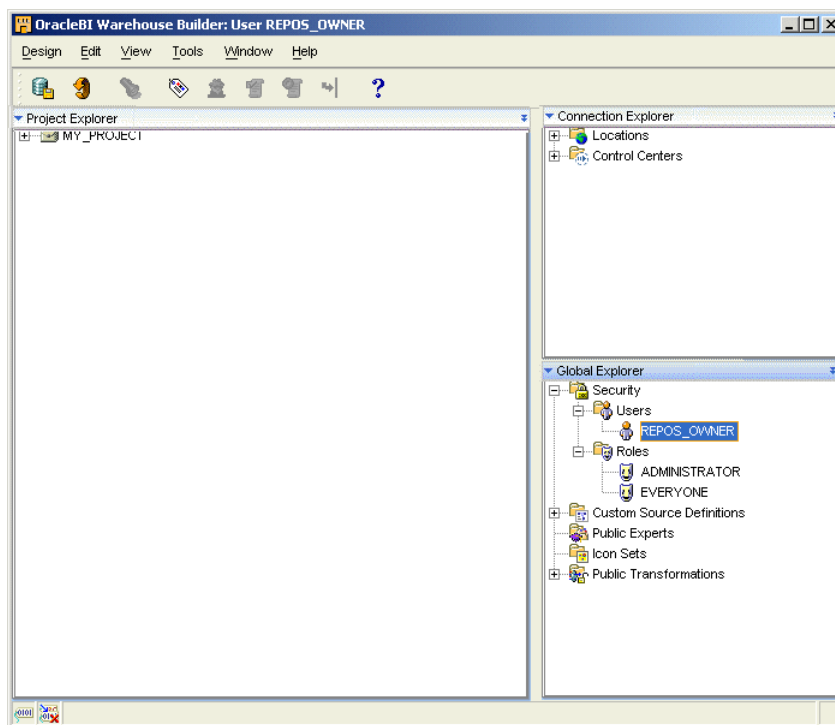 OracleBI Warehouse Builder: User REPOS_OWNER
Design Edit View Tools Window Help
?
Project Explorer
MY_PROJECT
Connection Explorer
Locations
Control Centers
Global Explorer
Security
Users
REPOS_OWNER
Roles
ADMINISTRATOR
EVERYONE
Custom Source Definitions
Public Experts
Icon Sets
Public Transformations